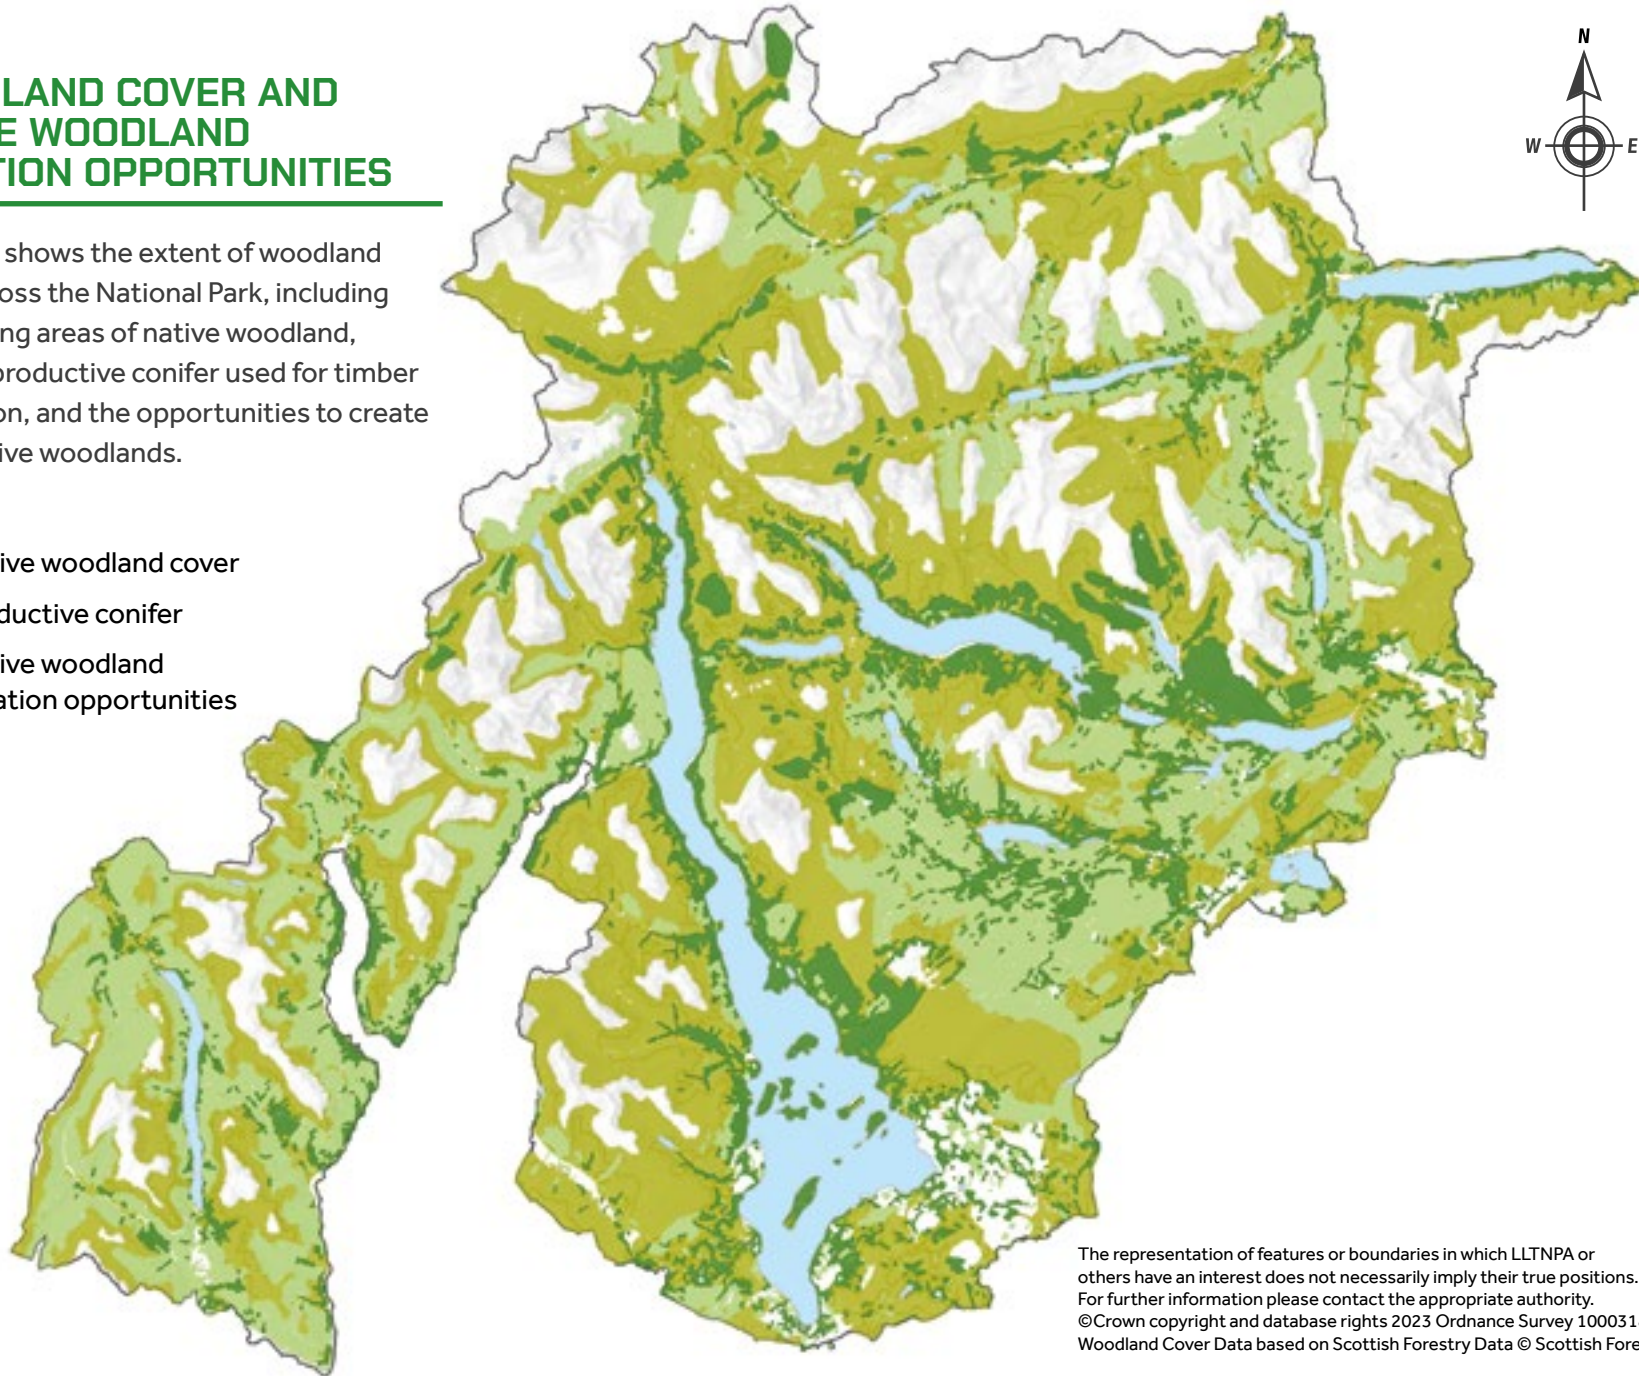 LAND COVER AND
E WOODLAND
TION OPPORTUNITIES
shows the extent of woodland
oss the National Park, including
ng areas of native woodland,
productive conifer used for timber
on, and the opportunities to create
ive woodlands.
ive woodland cover
ductive conifer
ive woodland
ation opportunities
N
W
E
The representation of features or boundaries in which LLTNPA or
others have an interest does not necessarily imply their true positions.
For further information please contact the appropriate authority.
©Crown copyright and database rights 2023 Ordnance Survey 100031
Woodland Cover Data based on Scottish Forestry Data © Scottish Fore